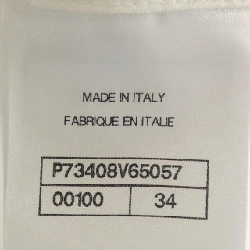 MADE IN ITALY
FABRIQUE EN ITALIE
P73408V65057
00100 34